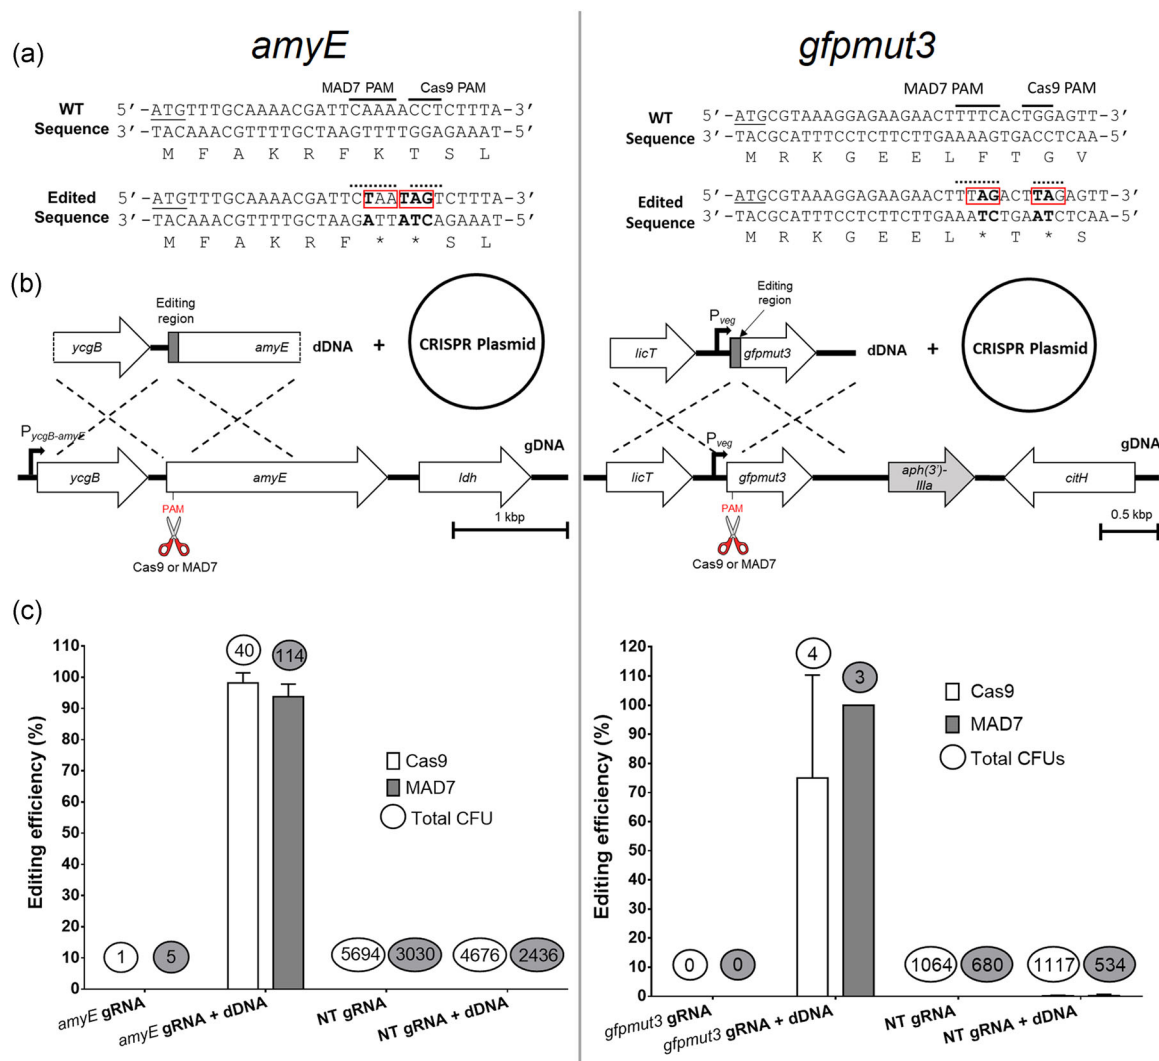 amyE
gfpmut3
(a)
MAD7 PAM Cas9 PAM
WT Sequence
5′ -ATGTTTGCAAAACGATTCAAAACCTCTTTA-3′
3′ -TACAAACGTTTTGCTAAGTTTTGGAGAAAT-5′
M F A K R F K T S L
Edited Sequence
5′ -ATGTTTGCAAAACGATTCTAATAGTCTTTA-3′
3′ -TACAAACGTTTTGCTAAGATTATCAGAAAT-5′
M F A K R F * * S L
MAD7 PAM Cas9 PAM
WT Sequence
5′ -ATGCGTAAAGGAGAAGAACTTTTCACTGGAGTT-3′
3′ -TACGCATTTCCTCTTCTTGAAAAGTGACCTCAA-5′
M R K G E E L F T G V
Edited Sequence
5′ -ATGCGTAAAGGAGAAGAACTTTAGACTTAGAGTT-3′
3′ -TACGCATTTCCTCTTCTTGAAATCTGAATCTCAA-5′
M R K G E E L * T * S
(b)
Editing region
ycgB
amyE
dDNA
+
CRISPR Plasmid
PycgB-amyE
gDNA
ycgB
amyE
ldh
PAM
1 kbp
Cas9 or MAD7
Editing region
Pveg
licT
gfpmut3
dDNA
+
CRISPR Plasmid
Pveg
gDNA
licT
gfpmut3
aph(3')-IIIa
citH
PAM
0.5 kbp
Cas9 or MAD7
(c)
Editing efficiency (%)
110
100
90
80
70
60
50
40
30
20
10
0
40
114
Cas9
MAD7
Total CFU
1
5
5694
3030
4676
2436
amyE gRNA
amyE gRNA + dDNA
NT gRNA
NT gRNA + dDNA
Editing efficiency (%)
120
110
100
90
80
70
60
50
40
30
20
10
0
4
3
Cas9
MAD7
Total CFUs
0
0
1064
680
1117
534
gfpmut3 gRNA
gfpmut3 gRNA + dDNA
NT gRNA
NT gRNA + dDNA